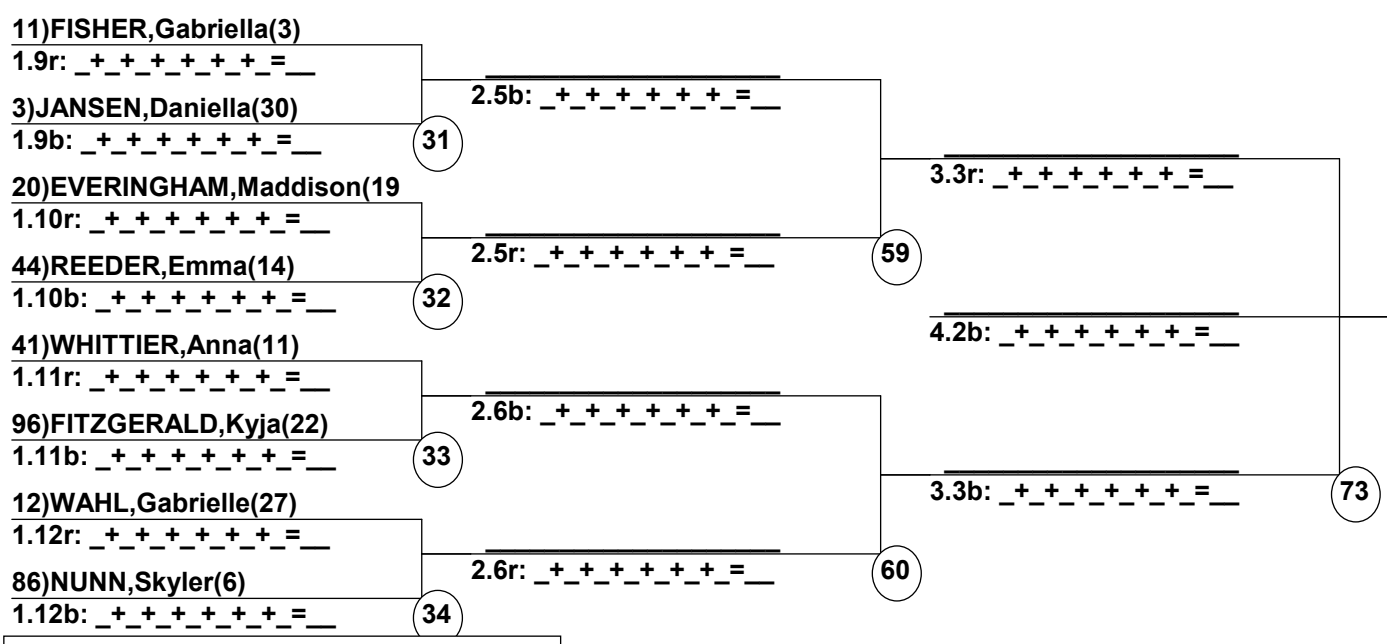 11)FISHER,Gabriella(3)
1.9r: _+_+_+_+_+_=__
3)JANSEN,Daniella(30)
1.9b: _+_+_+_+_+_=__
31
20)EVERINGHAM,Maddison(19
1.10r: _+_+_+_+_+_=__
44)REEDER,Emma(14)
1.10b: _+_+_+_+_+_=__
32
41)WHITTIER,Anna(11)
1.11r: _+_+_+_+_+_=__
96)FITZGERALD,Kyja(22)
1.11b: _+_+_+_+_+_=__
33
12)WAHL,Gabrielle(27)
1.12r: _+_+_+_+_+_=__
86)NUNN,Skyler(6)
1.12b: _+_+_+_+_+_=__
34
2.5b: _+_+_+_+_+_=__
2.5r: _+_+_+_+_+_=__
59
2.6b: _+_+_+_+_+_=__
2.6r: _+_+_+_+_+_=__
60
3.3r: _+_+_+_+_+_=__
4.2b: _+_+_+_+_+_=__
3.3b: _+_+_+_+_+_=__
73